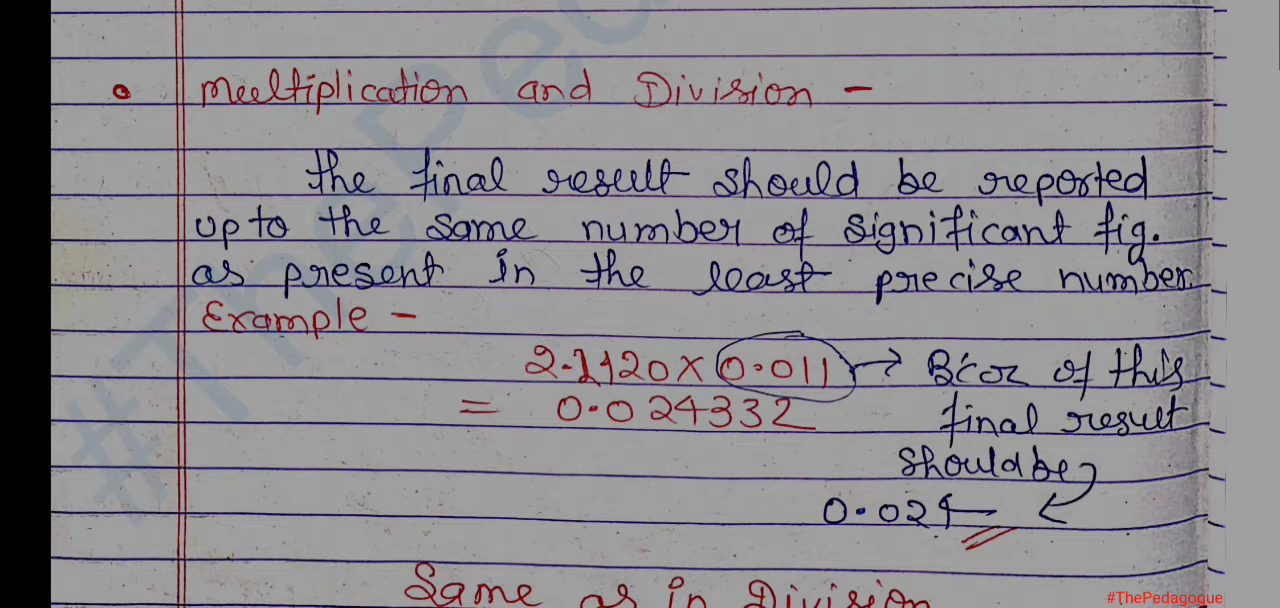 • Multiplication and Division -
the final result should be reported
upto the same number of significant fig.
as present in the least precise number.
Example -
2.1120 x 0.011 → B'coz of this
= 0.024332 final result
should be
0.024 ←
Same as in Division
#ThePedagogue